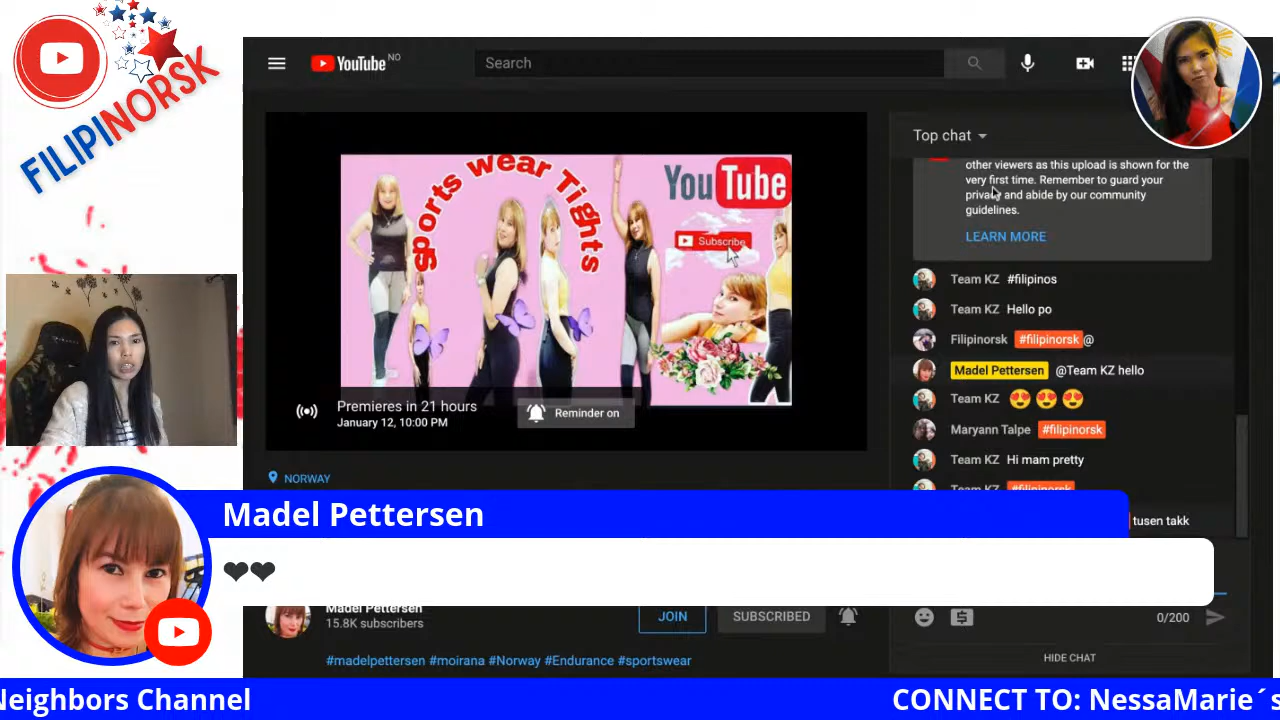 FILIPINORSK
YouTube NO
Search
sports wear Tights
YouTube
Subscribe
Premieres in 21 hours
January 12, 10:00 PM
Reminder on
NORWAY
Top chat
other viewers as this upload is shown for the
very first time. Remember to guard your
privacy and abide by our community
guidelines.
LEARN MORE
Team KZ #filipinos
Team KZ Hello po
Filipinorsk #filipinorsk @
Madel Pettersen @Team KZ hello
Team KZ 😍😍😍
Maryann Talpe #filipinorsk
Team KZ Hi mam pretty
Team KZ #filipinorsk
tusen takk
Madel Pettersen
❤❤
Madel Pettersen
15.8K subscribers
JOIN
SUBSCRIBED
0/200
HIDE CHAT
#madelpettersen #moirana #Norway #Endurance #sportswear
Neighbors Channel CONNECT TO: NessaMarie´s